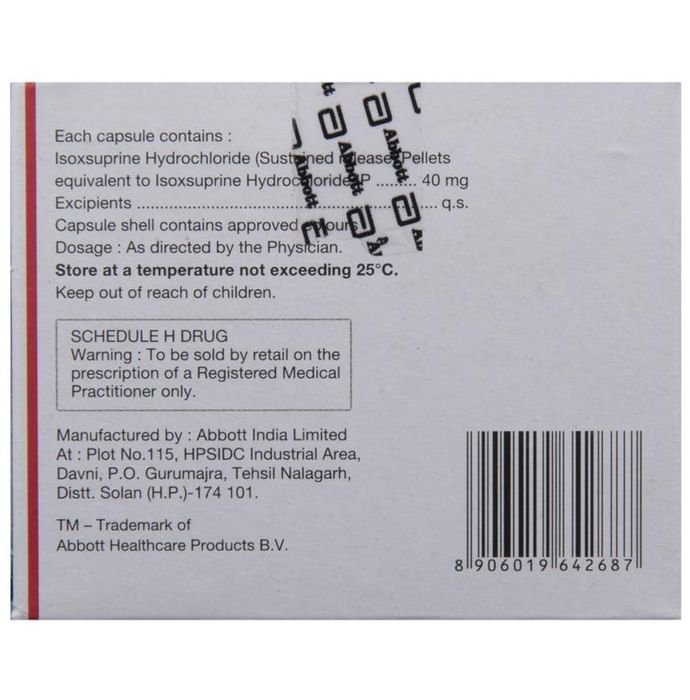 Each capsule contains :
Isoxsuprine Hydrochloride (Sustained release) Pellets
equivalent to Isoxsuprine Hydrochloride IP ......... 40 mg
Excipients ................................................................ q.s.
Capsule shell contains approved colours.
Dosage : As directed by the Physician.
Store at a temperature not exceeding 25°C.
Keep out of reach of children.
SCHEDULE H DRUG
Warning : To be sold by retail on the
prescription of a Registered Medical
Practitioner only.
Manufactured by : Abbott India Limited
At : Plot No.115, HPSIDC Industrial Area,
Davni, P.O. Gurumajra, Tehsil Nalagarh,
Distt. Solan (H.P.)-174 101.
TM – Trademark of
Abbott Healthcare Products B.V.
8 906019 642687
Abbott
Abbott
Abbott